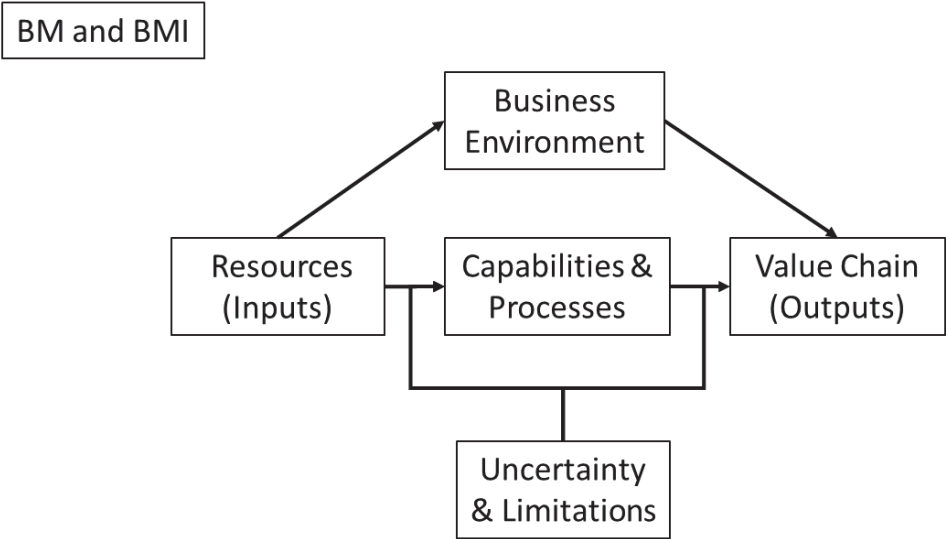 BM and BMI
Business
Environment
Resources
(Inputs)
Capabilities &
Processes
Value Chain
(Outputs)
Uncertainty
& Limitations